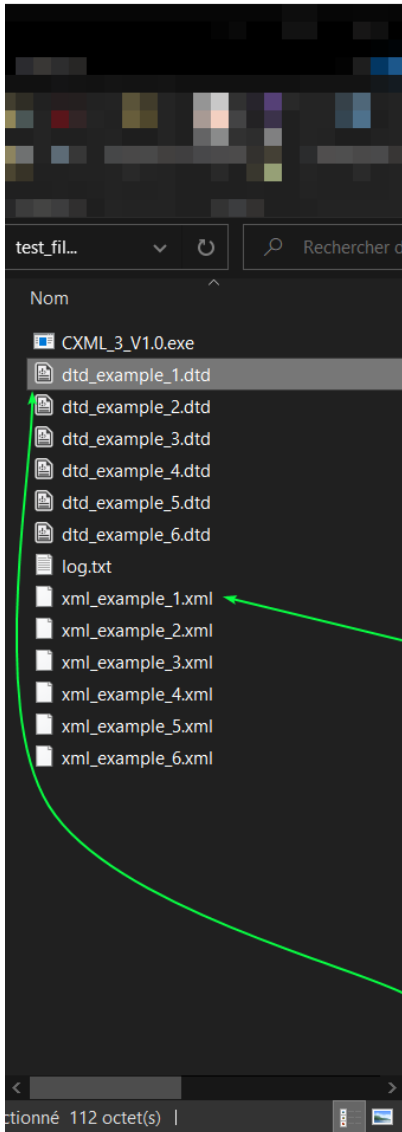 test_fil...
Rechercher d
Nom
CXML_3_V1.0.exe
dtd_example_1.dtd
dtd_example_2.dtd
dtd_example_3.dtd
dtd_example_4.dtd
dtd_example_5.dtd
dtd_example_6.dtd
log.txt
xml_example_1.xml
xml_example_2.xml
xml_example_3.xml
xml_example_4.xml
xml_example_5.xml
xml_example_6.xml
ctionné 112 octet(s)